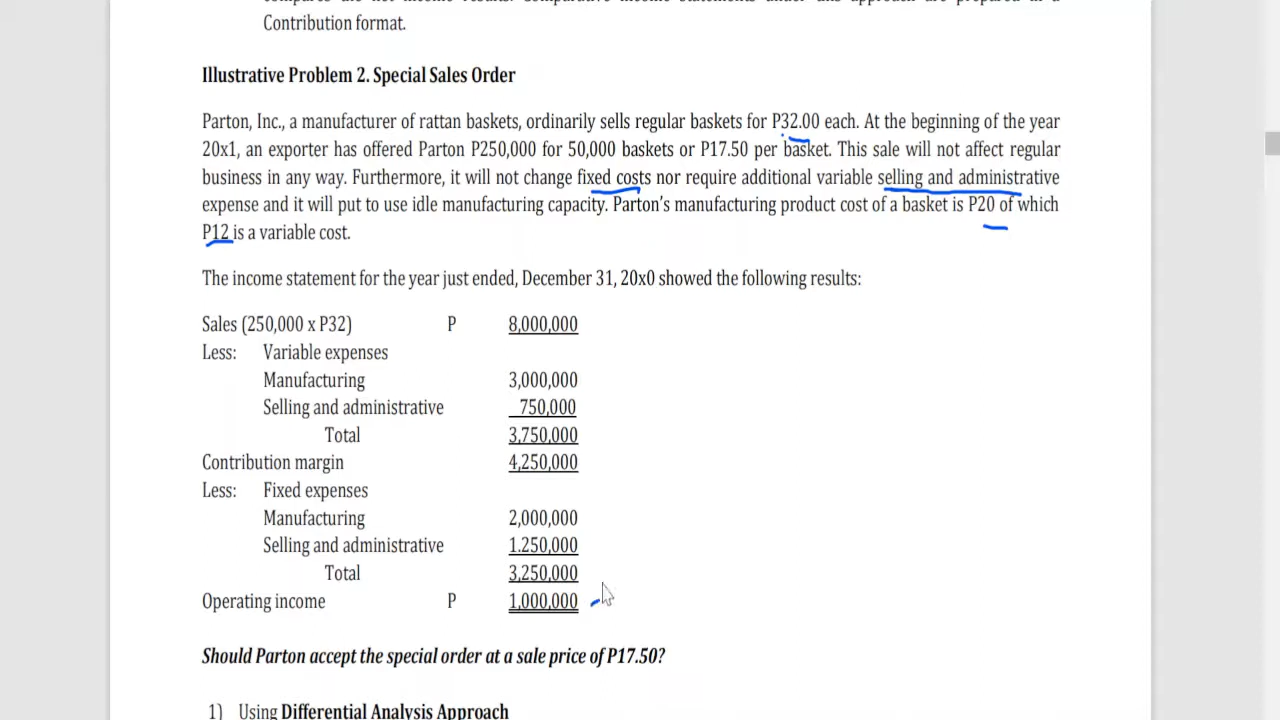 Contribution format.
Illustrative Problem 2. Special Sales Order
Parton, Inc., a manufacturer of rattan baskets, ordinarily sells regular baskets for P32.00 each. At the beginning of the year
20x1, an exporter has offered Parton P250,000 for 50,000 baskets or P17.50 per basket. This sale will not affect regular
business in any way. Furthermore, it will not change fixed costs nor require additional variable selling and administrative
expense and it will put to use idle manufacturing capacity. Parton's manufacturing product cost of a basket is P20 of which
P12 is a variable cost.
The income statement for the year just ended, December 31, 20x0 showed the following results:
Sales (250,000 x P32) P 8,000,000
Less: Variable expenses
Manufacturing 3,000,000
Selling and administrative 750,000
Total 3,750,000
Contribution margin 4,250,000
Less: Fixed expenses
Manufacturing 2,000,000
Selling and administrative 1.250,000
Total 3,250,000
Operating income P 1,000,000
Should Parton accept the special order at a sale price of P17.50?
1) Using Differential Analysis Approach